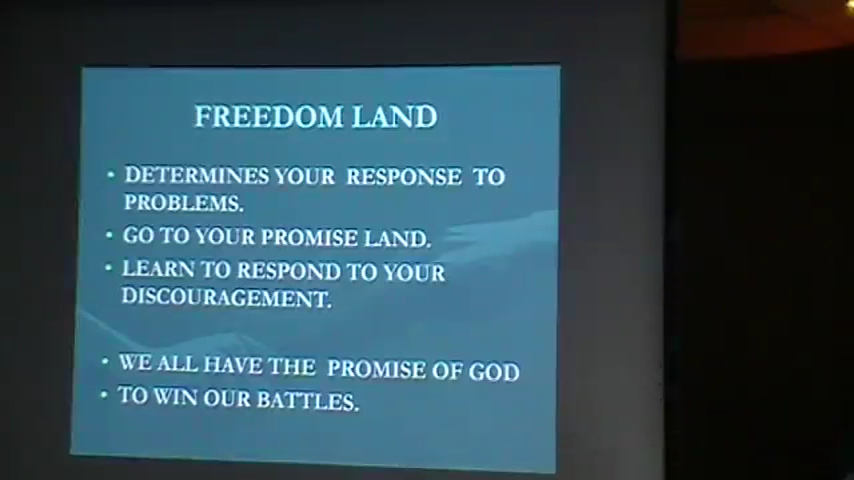 FREEDOM LAND
• DETERMINES YOUR RESPONSE TO
PROBLEMS.
• GO TO YOUR PROMISE LAND.
• LEARN TO RESPOND TO YOUR
DISCOURAGEMENT.
• WE ALL HAVE THE PROMISE OF GOD
• TO WIN OUR BATTLES.